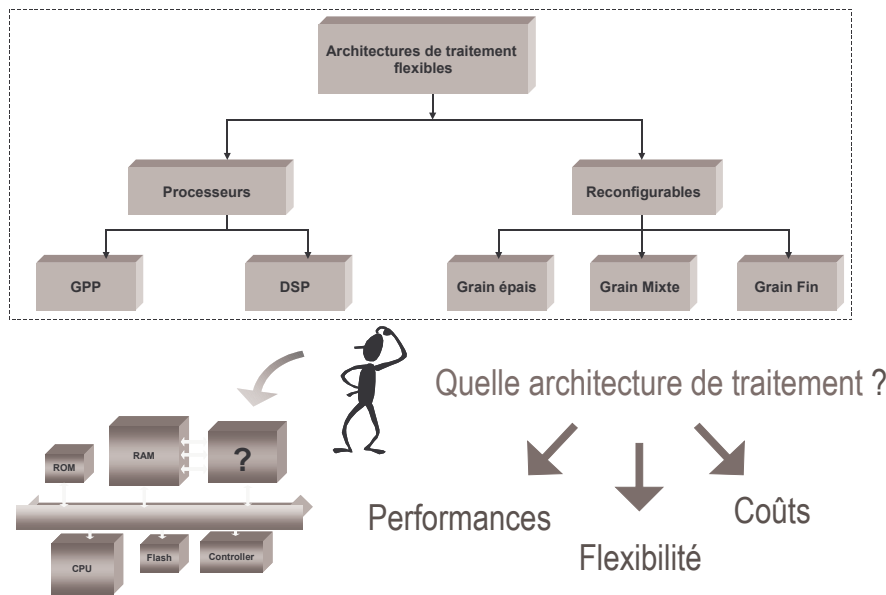 Architectures de traitement
flexibles
Processeurs
Reconfigurables
GPP
DSP
Grain épais
Grain Mixte
Grain Fin
Quelle architecture de traitement ?
ROM
RAM
?
CPU
Flash
Controller
Performances
Flexibilité
Coûts